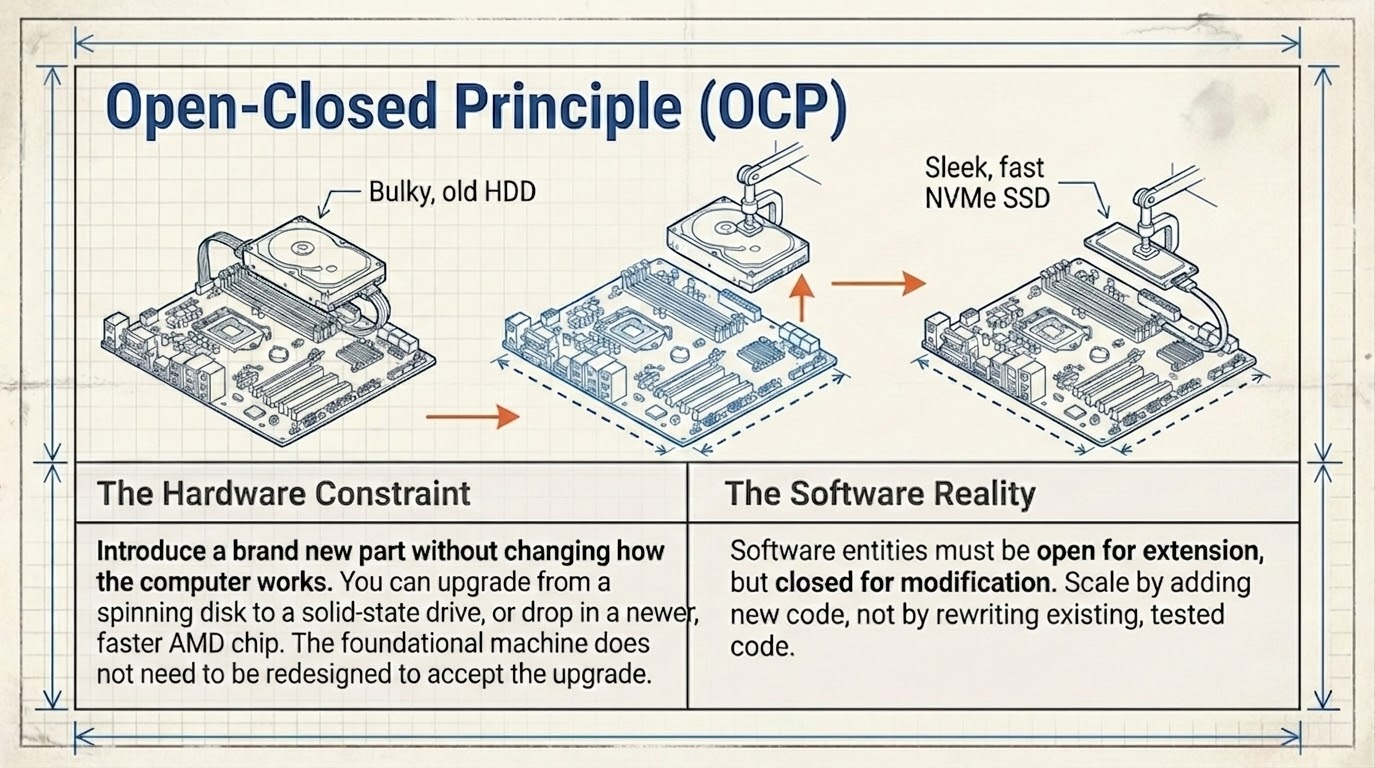 Open-Closed Principle (OCP)
Bulky, old HDD
Sleek, fast
NVMe SSD
The Hardware Constraint
Introduce a brand new part without changing how
the computer works. You can upgrade from a
spinning disk to a solid-state drive, or drop in a newer,
faster AMD chip. The foundational machine does
not need to be redesigned to accept the upgrade.
The Software Reality
Software entities must be open for extension,
but closed for modification. Scale by adding
new code, not by rewriting existing, tested
code.